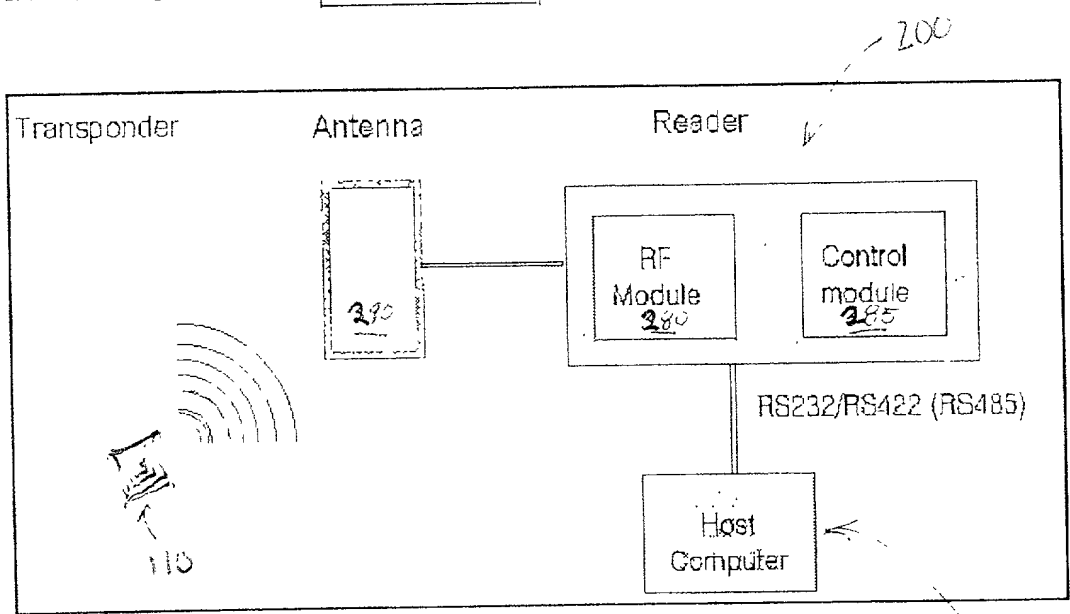 200
Transponder
Antenna
Reader
RF
Module
280
Control
module
285
290
RS232/RS422 (RS485)
Host
Computer
110